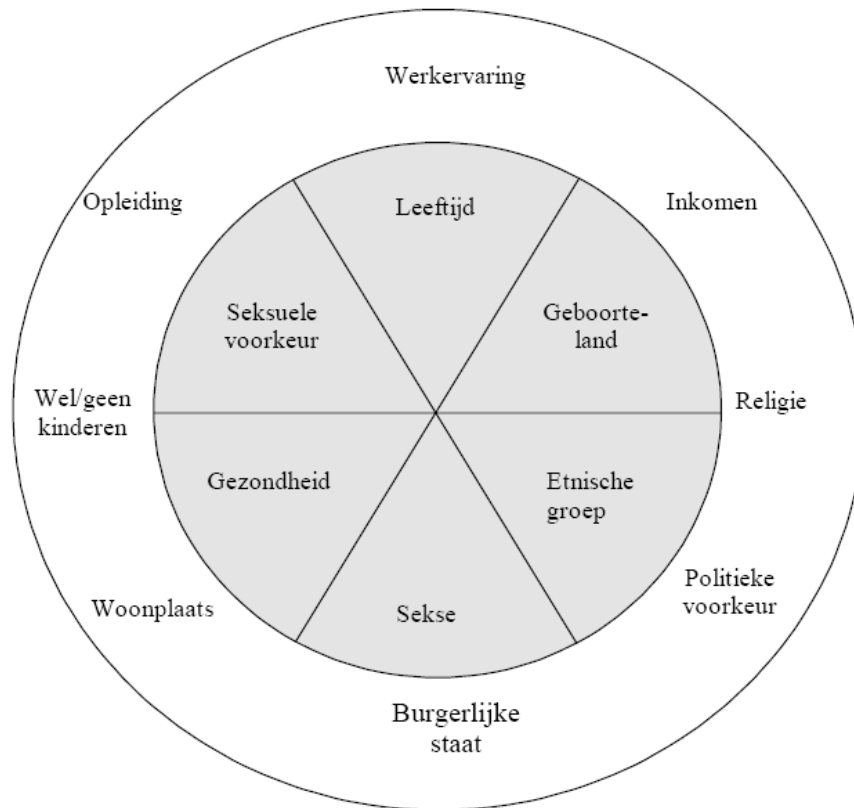 Werkervaring
Opleiding
Leeftijd
Inkomen
Seksuele
voorkeur
Geboorte-
land
Wel/geen
kinderen
Religie
Gezondheid
Etnische
groep
Woonplaats
Sekse
Politieke
voorkeur
Burgerlijke
staat